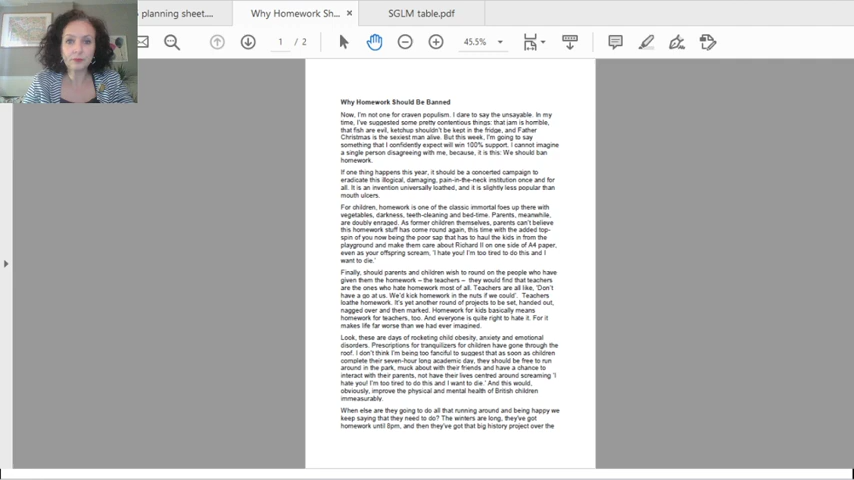 planning sheet....
Why Homework Sh...
SGLM table.pdf
1 / 2
45.5%
Why Homework Should Be Banned
Now, I'm not one for craven populism. I dare to say the unsayable. In my
time, I've suggested some pretty contentious things: that jam is horrible,
that fish are evil, ketchup shouldn't be kept in the fridge, and Father
Christmas is the sexiest man alive. But this week, I'm going to say
something that I confidently expect will win 100% support. I cannot imagine
a single person disagreeing with me, because, it is this: We should ban
homework.
If one thing happens this year, it should be a concerted campaign to
eradicate this illogical, damaging, pain-in-the-neck institution once and for
all. It is an invention universally loathed, and it is slightly less popular than
mouth ulcers.
For children, homework is one of the classic immortal foes up there with
vegetables, darkness, teeth-cleaning and bed-time. Parents, meanwhile,
are doubly enraged. As former children themselves, parents can't believe
this homework stuff has come round again, this time with the added top-
spin of you now being the poor sap that has to haul the kids in from the
playground and make them care about Richard II on one side of A4 paper,
even as your offspring scream, 'I hate you! I'm too tired to do this and I
want to die.'
Finally, should parents and children wish to round on the people who have
given them the homework – the teachers – they would find that teachers
are the ones who hate homework most of all. Teachers are all like, 'Don't
have a go at us. We'd kick homework in the nuts if we could'. Teachers
loathe homework. It's yet another round of projects to be set, handed out,
nagged over and then marked. Homework for kids basically means
homework for teachers, too. And everyone is quite right to hate it. For it
makes life far worse than we had ever imagined.
Look, these are days of rocketing child obesity, anxiety and emotional
disorders. Prescriptions for tranquilizers for children have gone through the
roof. I don't think I'm being too fanciful to suggest that as soon as children
complete their seven-hour long academic day, they should be free to run
around in the park, muck about with their friends and have a chance to
interact with their parents, not have their lives centred around screaming 'I
hate you! I'm too tired to do this and I want to die.' And this would,
obviously, improve the physical and mental health of British children
immeasurably.
When else are they going to do all that running around and being happy we
keep saying that they need to do? The winters are long, they've got
homework until 8pm, and then they've got that big history project over the